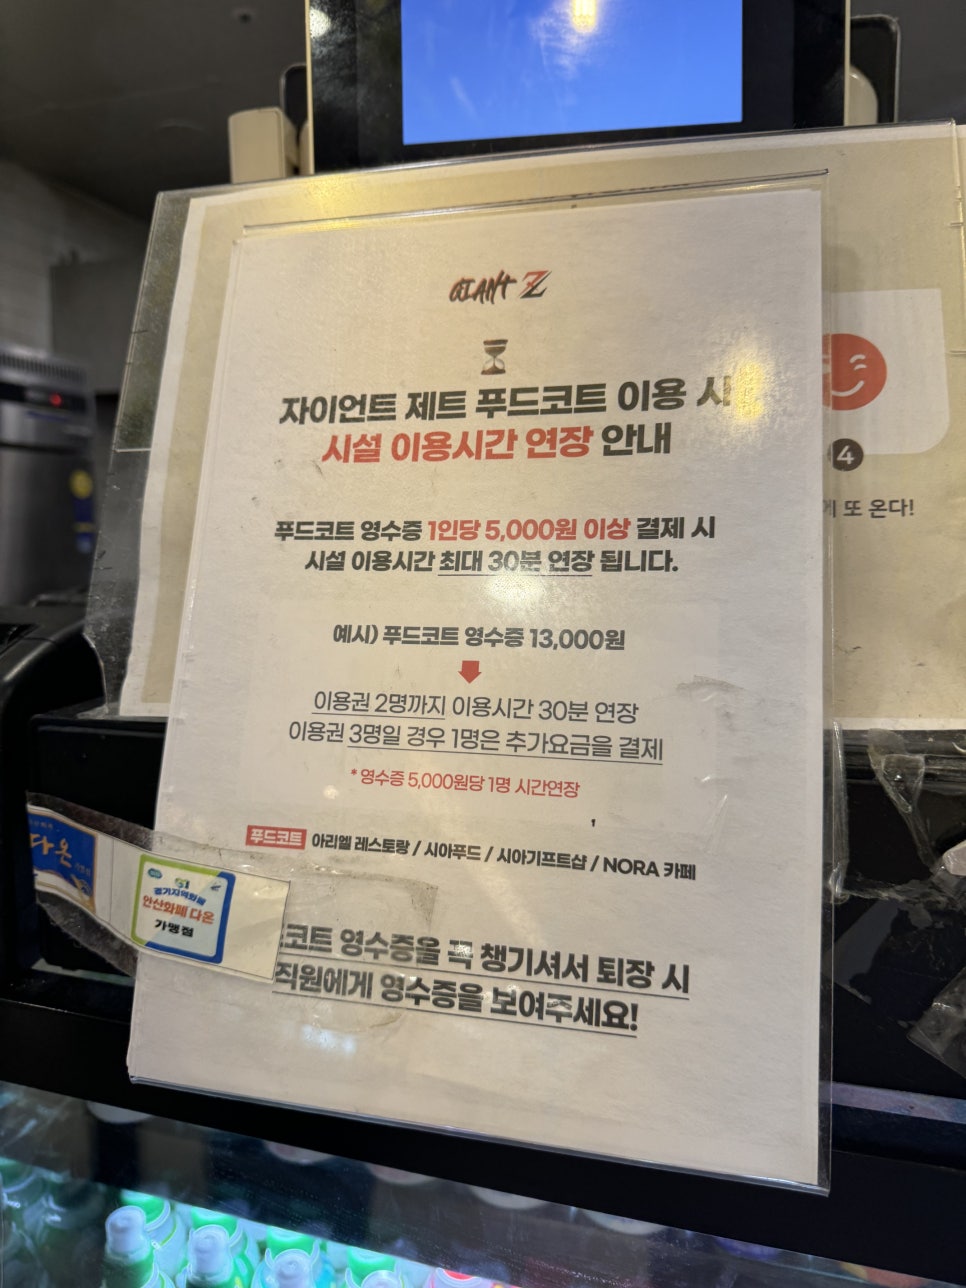 GIANT Z
자이언트 제트 푸드코트 이용 시
시설 이용시간 연장 안내
푸드코트 영수증 1인당 5,000원 이상 결제 시
시설 이용시간 최대 30분 연장 됩니다.
예시) 푸드코트 영수증 13,000원
이용권 2명까지 이용시간 30분 연장
이용권 3명일 경우 1명은 추가요금을 결제
* 영수증 5,000원당 1명 시간연장
푸드코트 아리엘 레스토랑 / 시아푸드 / 시아기프트샵 / NORA 카페
코트 영수증을 꼭 챙기셔서 퇴장 시
직원에게 영수증을 보여주세요!
다온
경기지역화폐
안산화폐 다온
가맹점
4
또 온다!